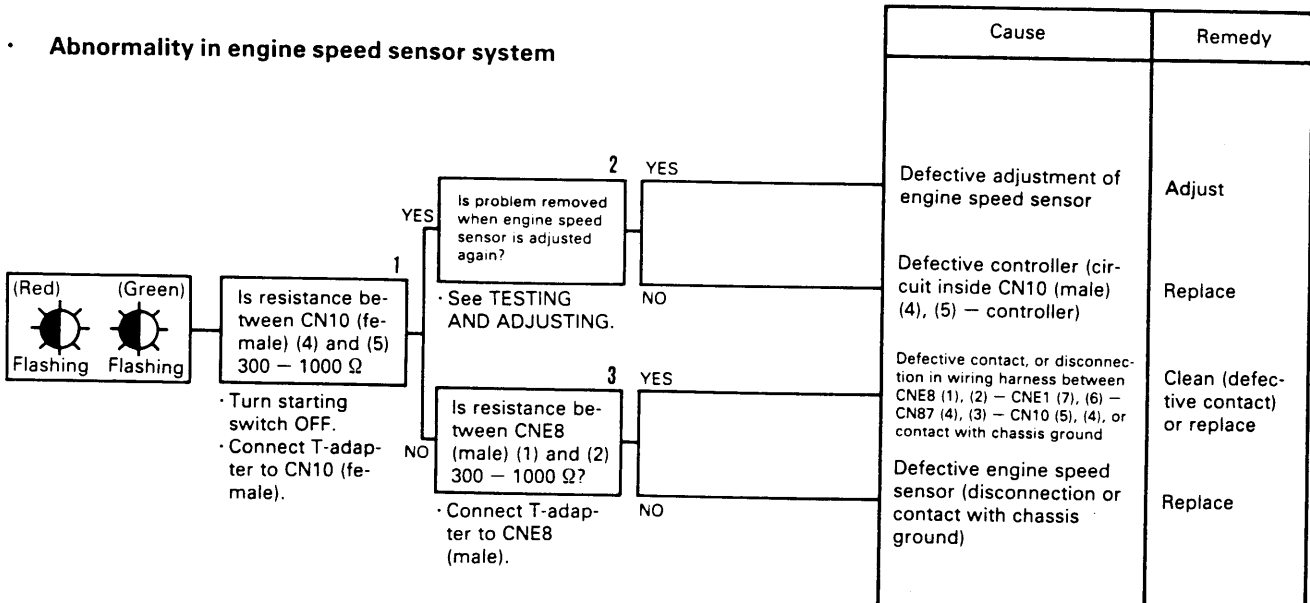 · Abnormality in engine speed sensor system
Cause
Remedy
(Red)
(Green)
Flashing
Flashing
1
Is resistance be-
tween CN10 (fe-
male) (4) and (5)
300 – 1000 Ω
· Turn starting
switch OFF.
· Connect T-adap-
ter to CN10 (fe-
male).
YES
2
Is problem removed
when engine speed
sensor is adjusted
again?
· See TESTING
AND ADJUSTING.
YES
Defective adjustment of
engine speed sensor
Adjust
NO
Defective controller (cir-
cuit inside CN10 (male)
(4), (5) – controller)
Replace
NO
3
Is resistance be-
tween CNE8
(male) (1) and (2)
300 – 1000 Ω?
· Connect T-adap-
ter to CNE8
(male).
YES
Defective contact, or disconnec-
tion in wiring harness between
CNE8 (1), (2) – CNE1 (7), (6) –
CN87 (4), (3) – CN10 (5), (4), or
contact with chassis ground
Clean (defec-
tive contact)
or replace
NO
Defective engine speed
sensor (disconnection or
contact with chassis
ground)
Replace